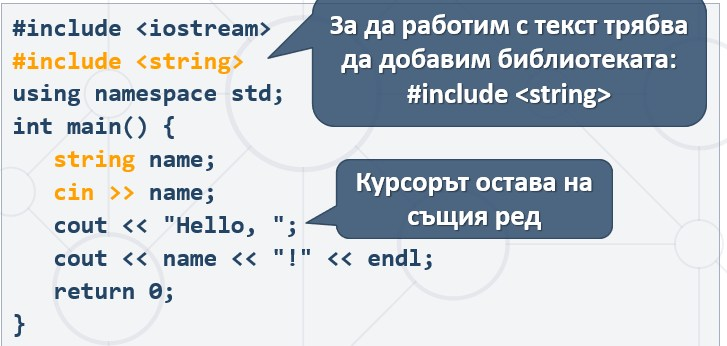 #include <iostream>
#include <string>
using namespace std;
int main() {
string name;
cin >> name;
cout << "Hello, ";
cout << name << "!" << endl;
return 0;
}
За да работим с текст трябва
да добавим библиотеката:
#include <string>
Курсорът остава на
същия ред